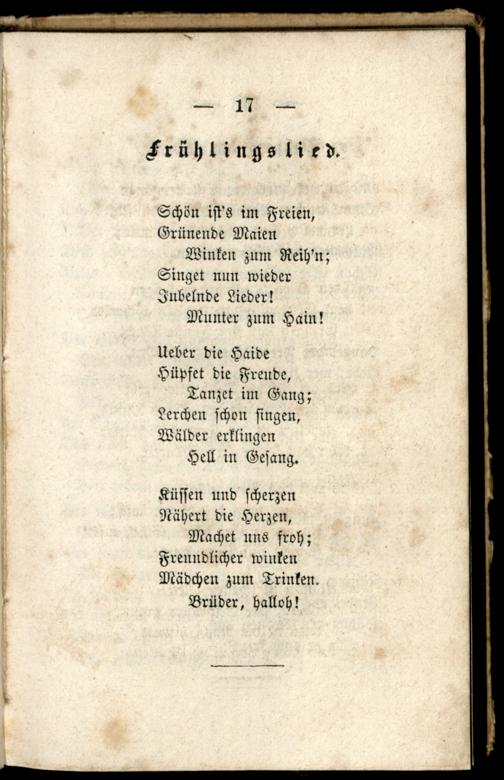 — 17 —
Frühlingslied.
Schön ist's im Freien,
Grünende Maien
Winken zum Reih'n;
Singet nun wieder
Jubelnde Lieder!
Munter zum Hain!
Ueber die Haide
Hüpfet die Freude,
Tanzet im Gang;
Lerchen schon singen,
Wälder erklingen
Hell in Gesang.
Küssen und scherzen
Nähert die Herzen,
Machet uns froh;
Freundlicher winken
Mädchen zum Trinken.
Brüder, halloh!